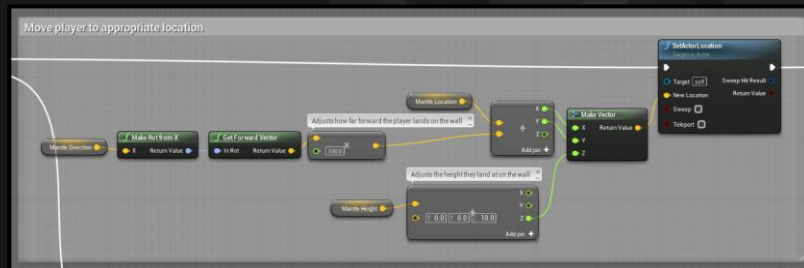 Move player to appropriate location
SetActorLocation
Target is Actor
Target self
Sweep Hit Result
New Location
Return Value
Sweep
Teleport
Mantle Location
X
Y
Z
+
Add pin +
Make Vector
X Return Value
Y
Z
Adjusts how far forward the player lands on the wall
Mantle Direction
Make Rot from X
X Return Value
Get Forward Vector
In Rot Return Value
100.0
×
Adjusts the height they land at on the wall
Mantle Height
X 0.0 Y 0.0 Z 10.0
+
X
Y
Z
Add pin +